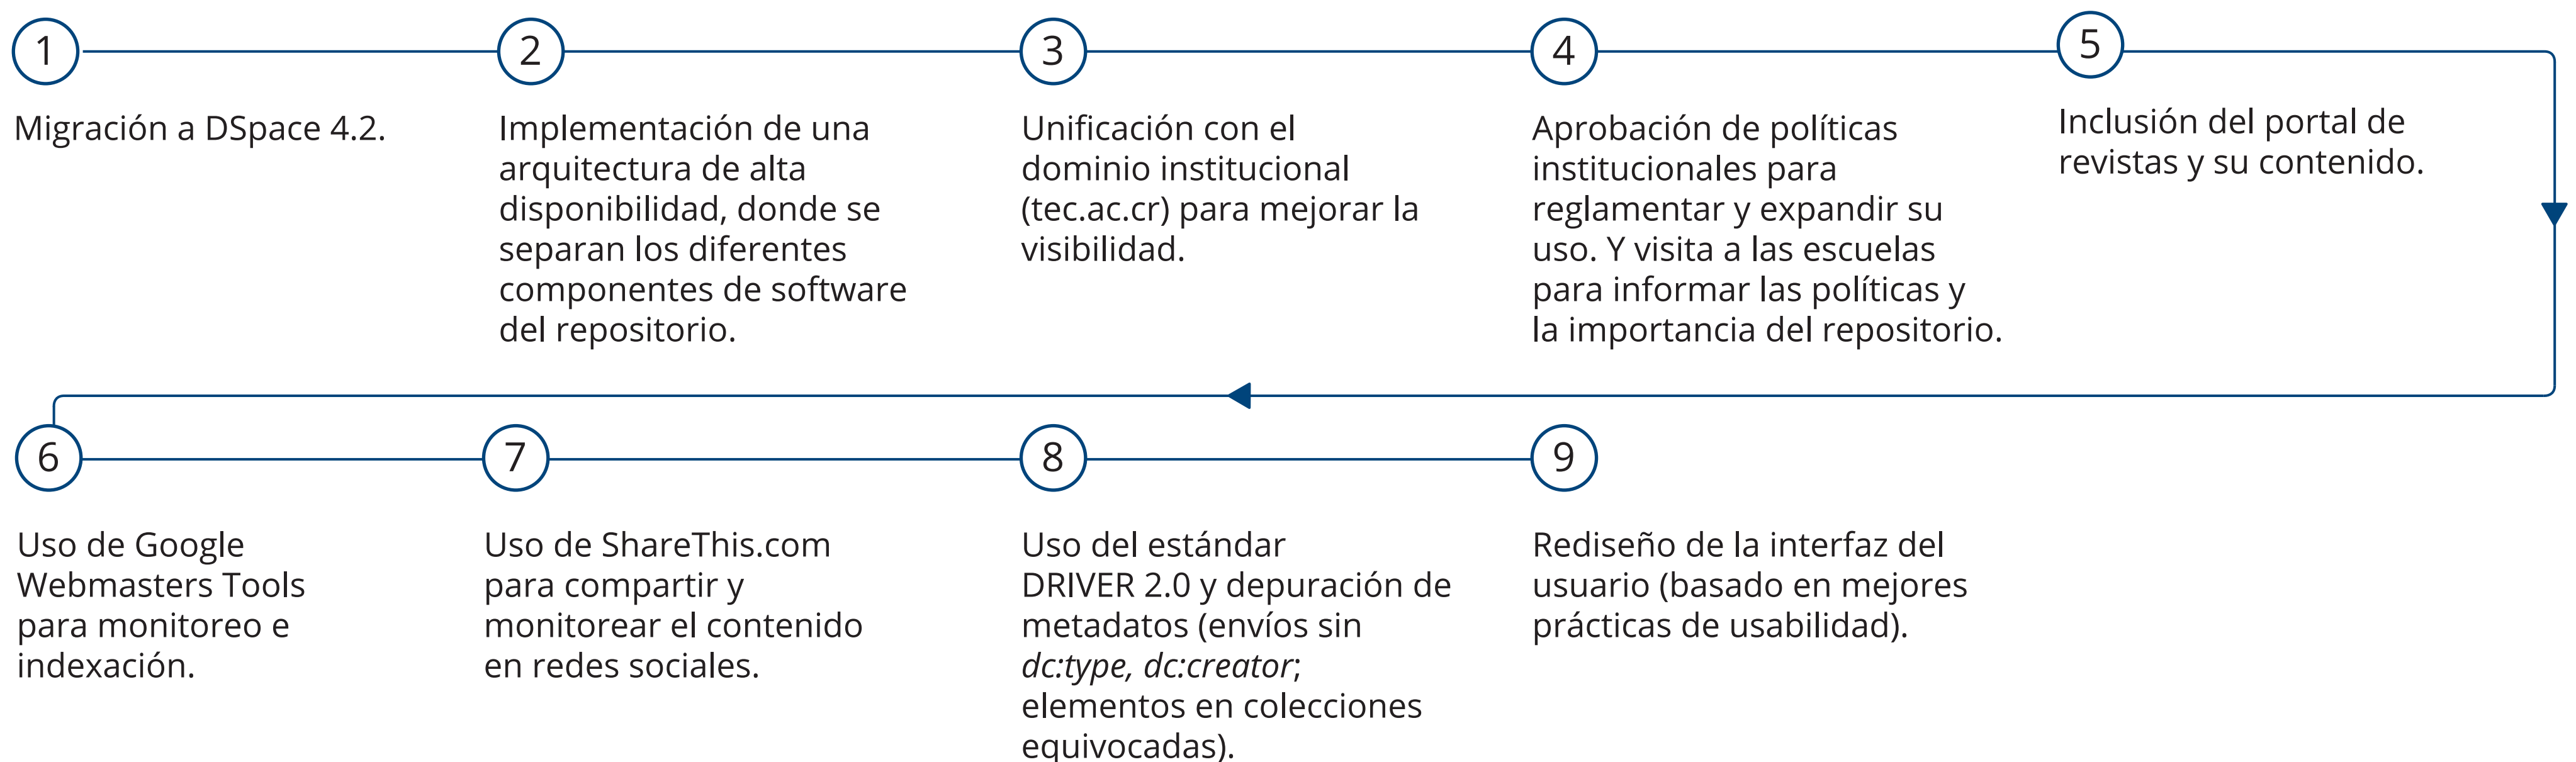 1
Migración a DSpace 4.2.
2
Implementación de una
arquitectura de alta
disponibilidad, donde se
separan los diferentes
componentes de software
del repositorio.
3
Unificación con el
dominio institucional
(tec.ac.cr) para mejorar la
visibilidad.
4
Aprobación de políticas
institucionales para
reglamentar y expandir su
uso. Y visita a las escuelas
para informar las políticas y
la importancia del repositorio.
5
Inclusión del portal de
revistas y su contenido.
6
Uso de Google
Webmasters Tools
para monitoreo e
indexación.
7
Uso de ShareThis.com
para compartir y
monitorear el contenido
en redes sociales.
8
Uso del estándar
DRIVER 2.0 y depuración de
metadatos (envíos sin
dc:type, dc:creator;
elementos en colecciones
equivocadas).
9
Rediseño de la interfaz del
usuario (basado en mejores
prácticas de usabilidad).